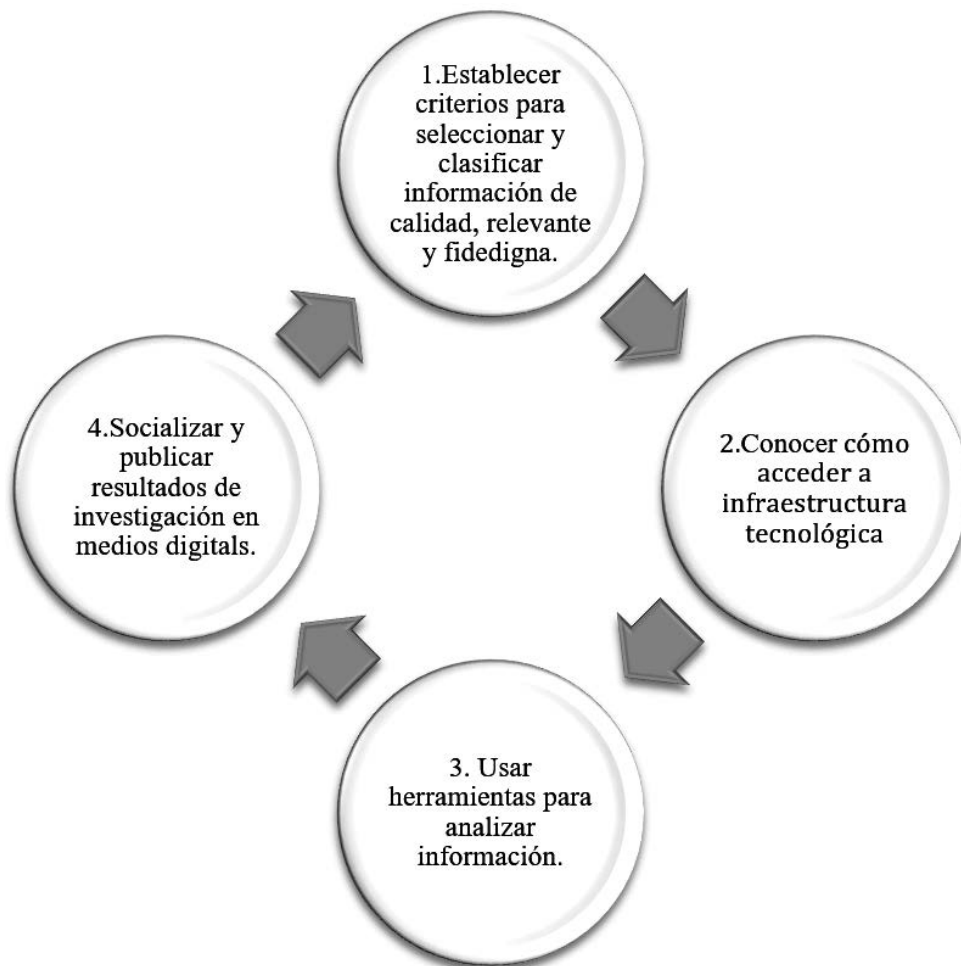 1.Establecer
criterios para
seleccionar y
clasificar
información de
calidad, relevante
y fidedigna.
2.Conocer cómo
acceder a
infraestructura
tecnológica
3. Usar
herramientas para
analizar
información.
4.Socializar y
publicar
resultados de
investigación en
medios digitals.